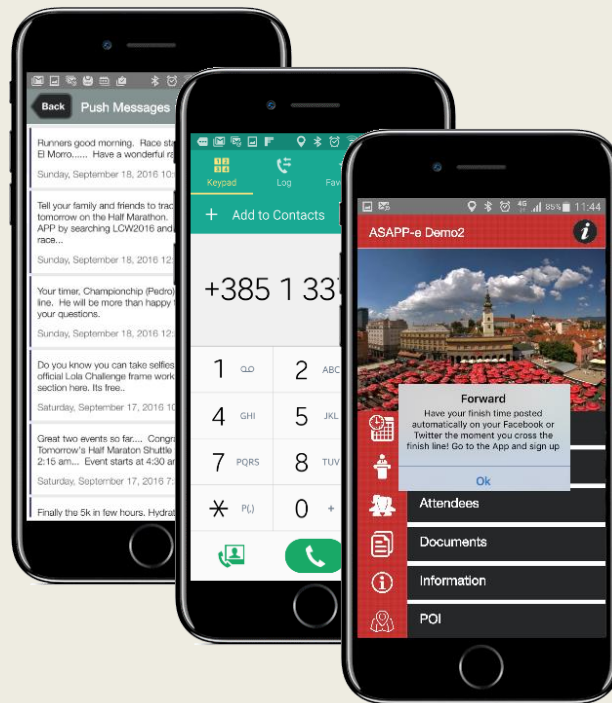 Back
Push Messages
Runners good morning. Race sta
El Morro...... Have a wonderful ra
Sunday, September 18, 2016 10:
Tell your family and friends to trac
tomorrow on the Half Marathon.
APP by searching LCW2016 and
race...
Sunday, September 18, 2016 12:
Your timer, Championchip (Pedro)
line. He will be more than happy t
your questions.
Sunday, September 18, 2016 12:
Do you know you can take selfies
official Lola Challenge frame work
section here. Its free..
Saturday, September 17, 2016 10
Great two events so far.... Congra
Tomorrow's Half Maraton Shuttle
2:15 am... Event starts at 4:30 an
Saturday, September 17, 2016 7:
Finally the 5k in few hours. Hydrat
Keypad
Log
Favo
+ Add to Contacts
+385 1 337
1
2 ABC
4 GHI
5 JKL
7 PQRS
8 TUV
* P(,)
0 +
4G 85% 11:44
ASAPP-e Demo2
i
Forward
Have your finish time posted
automatically on your Facebook or
Twitter the moment you cross the
finish line! Go to the App and sign up
Ok
Attendees
Documents
Information
POI